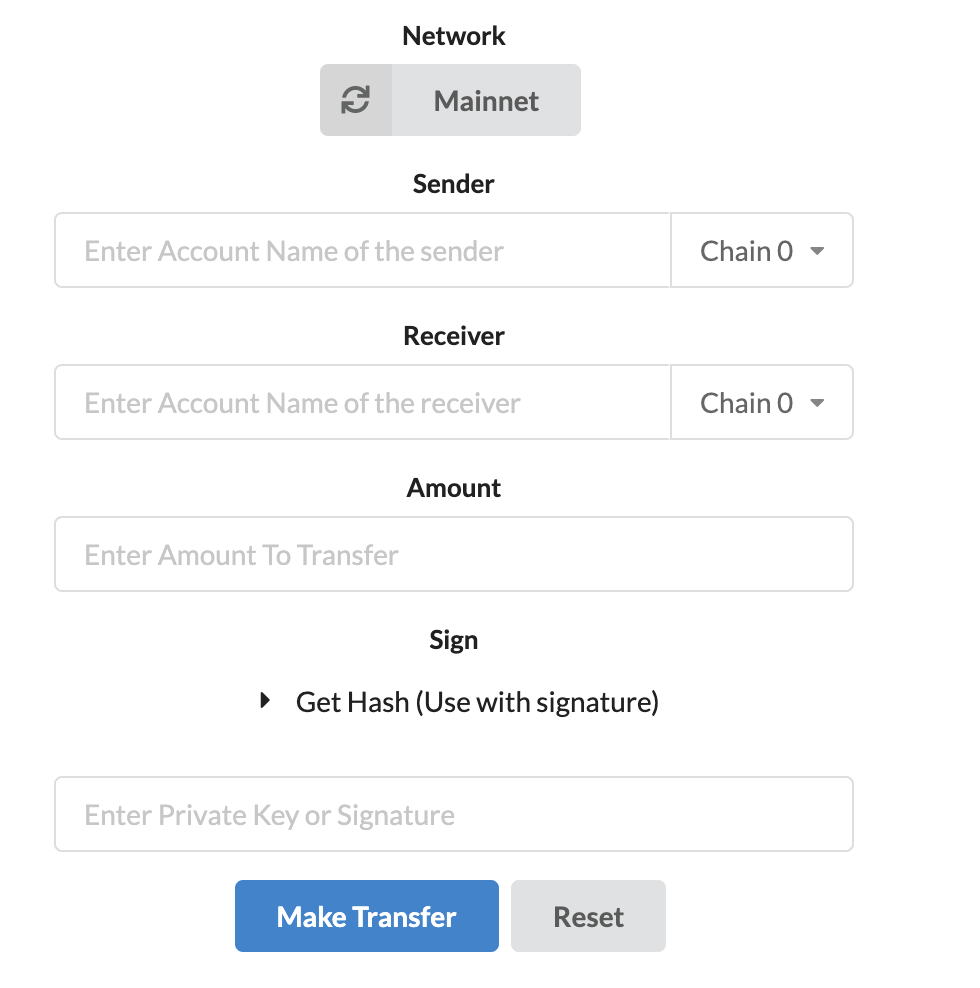 Network
Mainnet
Sender
Enter Account Name of the sender
Chain 0
Receiver
Enter Account Name of the receiver
Chain 0
Amount
Enter Amount To Transfer
Sign
Get Hash (Use with signature)
Enter Private Key or Signature
Make Transfer
Reset